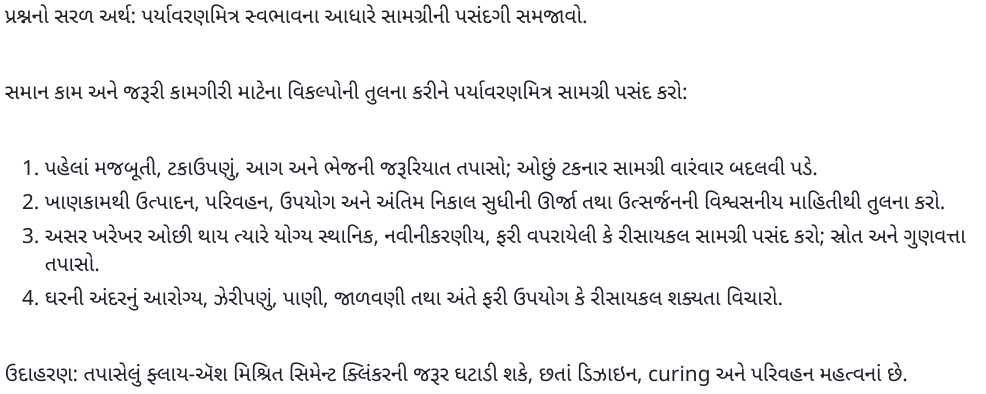 પ્રશ્નનો સરળ અર્થ: પર્યાવરણમિત્ર સ્વભાવના આધારે સામગ્રીની પસંદગી સમજાવો.
સમાન કામ અને જરૂરી કામગીરી માટેના વિકલ્પોની તુલના કરીને પર્યાવરણમિત્ર સામગ્રી પસંદ કરો:
1. પહેલાં મજબૂતી, ટકાઉપણું, આગ અને ભેજની જરૂરિયાત તપાસો; ઓછું ટકનાર સામગ્રી વારંવાર બદલવી પડે.
2. ખાણકામથી ઉત્પાદન, પરિવહન, ઉપયોગ અને અંતિમ નિકાલ સુધીની ઊર્જા તથા ઉત્સર્જનની વિશ્વસનીય માહિતીથી તુલના કરો.
3. અસર ખરેખર ઓછી થાય ત્યારે યોગ્ય સ્થાનિક, નવીનીકરણીય, ફરી વપરાયેલી કે રીસાયકલ સામગ્રી પસંદ કરો; સ્રોત અને ગુણવત્તા
તપાસો.
4. ઘરની અંદરનું આરોગ્ય, ઝેરીપણું, પાણી, જાળવણી તથા અંતે ફરી ઉપયોગ કે રીસાયકલ શક્યતા વિચારો.
ઉદાહરણ: તપાસેલું ફ્લાય-ઍશ મિશ્રિત સિમેન્ટ ક્લિંકરની જરૂર ઘટાડી શકે, છતાં ડિઝાઇન, curing અને પરિવહન મહત્વનાં છે.